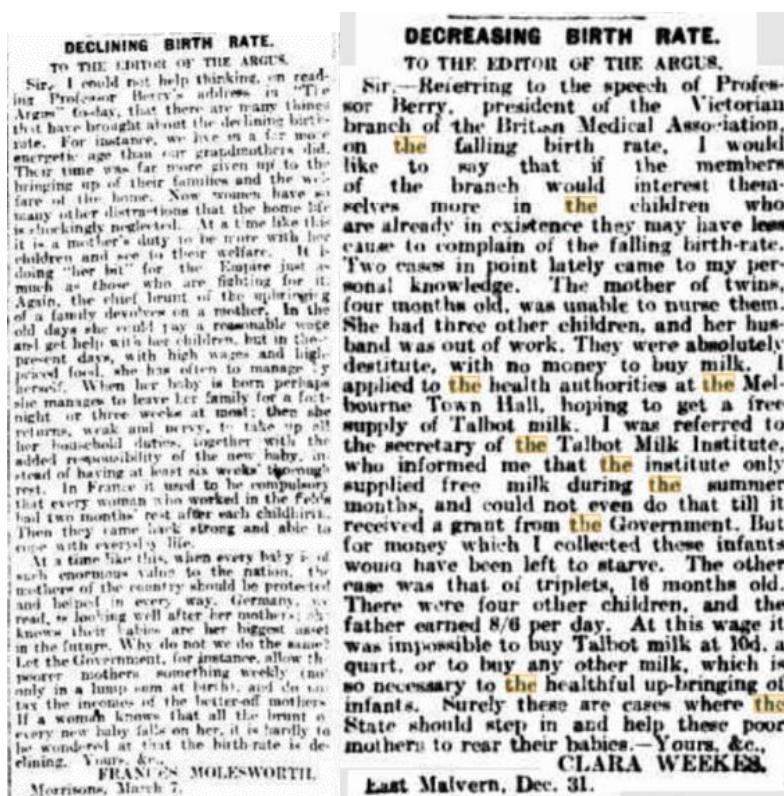 DECLINING BIRTH RATE.
TO THE EDITOR OF THE ARGUS.
Sir, I could not help thinking, on read-
ing Professor Berry's address in "The
Argus" to-day, that there are many things
that have brought about the declining birth-
rate. For instance, we live in a far more
energetic age than our grandmothers did.
Their time was far more given up to the
bringing up of their families and the wel-
fare of the home. Now women have so
many other distractions that the home life
is shockingly neglected. At a time like this
it is a mother's duty to be more with her
children and see to their welfare. It is
doing "her bit" for the Empire just as
much as those who are fighting for it.
Again, the chief brunt of the upbringing
of a family devolves on a mother. In the
old days she could pay a reasonable wage
and get help with her children, but in the
present days, with high wages and high-
priced food, she has often to manage by
herself. When her baby is born perhaps
she manages to leave her family for a fort-
night or three weeks at most; then she
returns, weak and nervy, to take up all
her household duties, together with the
added responsibility of the new baby, in-
stead of having at least six weeks' thorough
rest. In France it used to be compulsory
that every woman who worked in the fields
had two months' rest after each childbirth.
Then they came back strong and able to
cope with everyday life.
At a time like this, when every baby is of
such enormous value to the nation, the
mothers of the country should be protected
and helped in every way. Germany, we
read, is looking well after her mothers; she
knows their babies are her biggest asset
in the future. Why do not we do the same?
Let the Government, for instance, allow the
poorer mothers something weekly (not
only in a lump sum at birth), and do not
tax the incomes of the better-off mothers.
If a woman knows that all the brunt of
every new baby falls on her, it is hardly to
be wondered at that the birth-rate is de-
clining. Yours, &c.,
FRANCES MOLESWORTH.
Morrisons, March 7.
DECREASING BIRTH RATE.
TO THE EDITOR OF THE ARGUS.
Sir,—Referring to the speech of Profes-
sor Berry, president of the Victorian
branch of the British Medical Association
on the falling birth rate, I would
like to say that if the members
of the branch would interest them
selves more in the children who
are already in existence they may have less
cause to complain of the falling birth-rate.
Two cases in point lately came to my per-
sonal knowledge. The mother of twins,
four months old, was unable to nurse them.
She had three other children, and her hus
band was out of work. They were absolutely
destitute, with no money to buy milk. I
applied to the health authorities at the Mel
bourne Town Hall, hoping to get a free
supply of Talbot milk. I was referred to
the secretary of the Talbot Milk Institute,
who informed me that the institute only
supplied free milk during the summer
months, and could not even do that till it
received a grant from the Government. But
for money which I collected these infants
would have been left to starve. The other
case was that of triplets, 16 months old.
There were four other children, and the
father earned 8/6 per day. At this wage it
was impossible to buy Talbot milk at 10d. a
quart, or to buy any other milk, which is
so necessary to the healthful up-bringing of
infants. Surely these are cases where the
State should step in and help these poor
mothers to rear their babies.—Yours, &c.,
CLARA WEEKES.
East Malvern, Dec. 31.